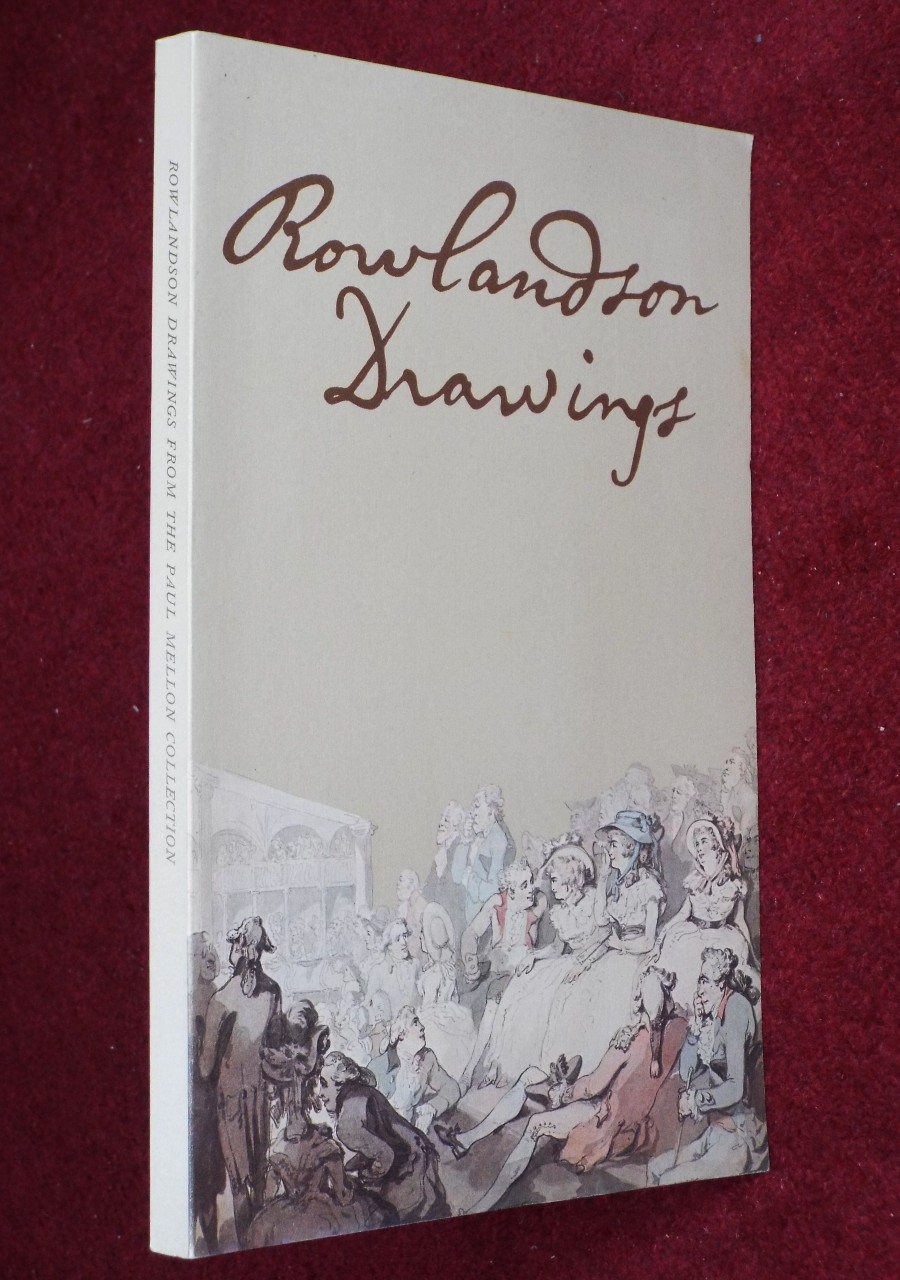 Rowlandson
Drawings
ROWLANDSON DRAWINGS FROM THE PAUL MELLON COLLECTION